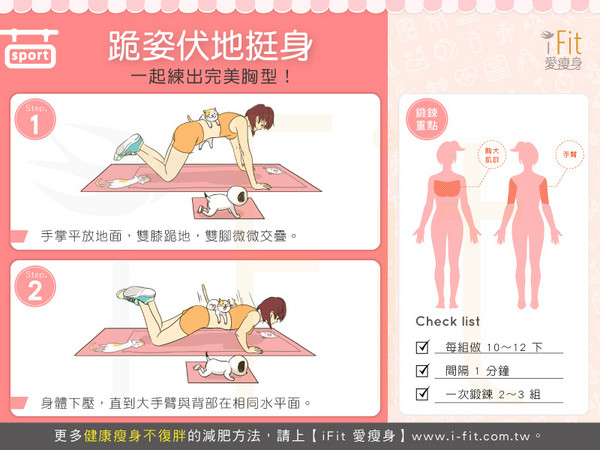 sport
跪姿伏地挺身
一起練出完美胸型！
iFit
愛瘦身
Step.
1
手掌平放地面，雙膝跪地，雙腳微微交疊。
Step.
2
身體下壓，直到大手臂與背部在相同水平面。
鍛鍊
重點
胸大
肌群
手臂
Check list
每組做 10～12 下
間隔 1 分鐘
一次鍛鍊 2～3 組
更多健康瘦身不復胖的減肥方法，請上【iFit 愛瘦身】www.i-fit.com.tw。